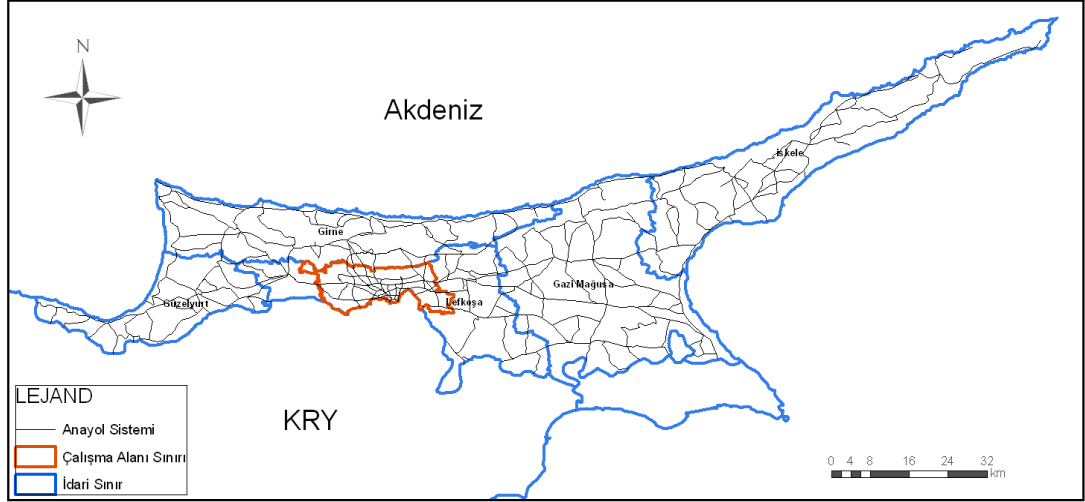 N
Akdeniz
İskele
Girne
Güzelyurt
Lefkoşa
Gazi Mağusa
KRY
LEJAND
Anayol Sistemi
Çalışma Alanı Sınırı
İdari Sınır
0 4 8 16 24 32
km